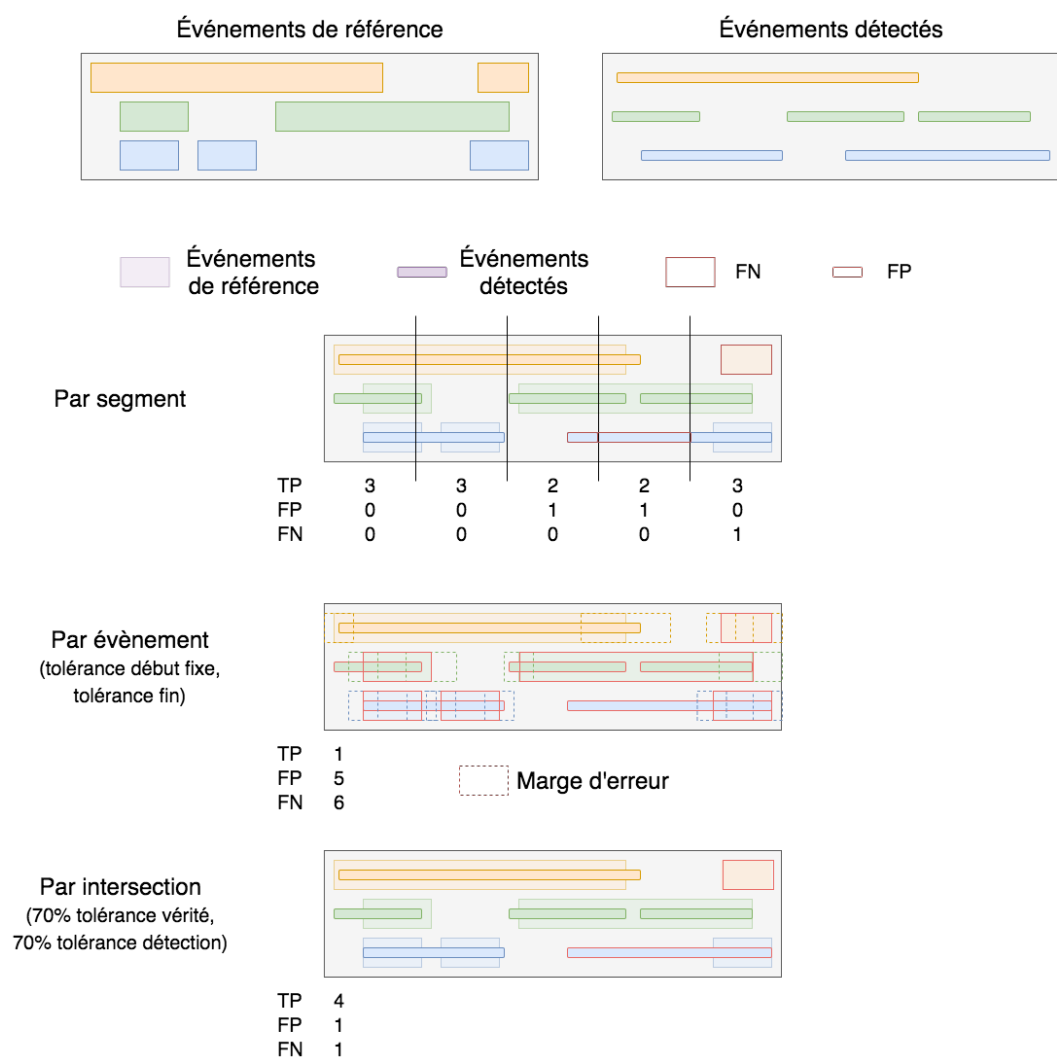 Événements de référence
Événements détectés
Événements
de référence
Événements
détectés
FN
FP
Par segment
TP 3 3 2 2 3
FP 0 0 1 1 0
FN 0 0 0 0 1
Par évènement
(tolérance début fixe,
tolérance fin)
TP 1
FP 5
FN 6
Marge d'erreur
Par intersection
(70% tolérance vérité,
70% tolérance détection)
TP 4
FP 1
FN 1